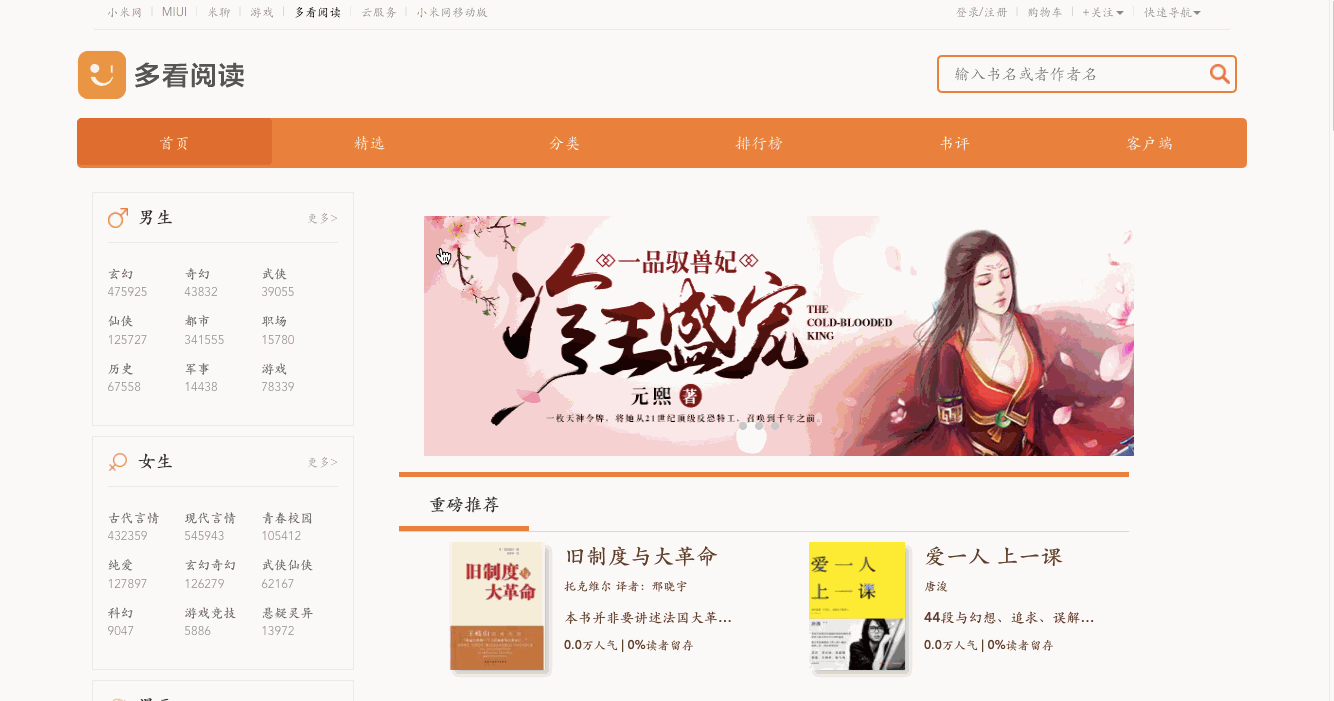 小米网 | MIUI | 米聊 | 游戏 | 多看阅读 | 云服务 | 小米网移动版
登录/注册 | 购物车 | +关注 | 快速导航
多看阅读
输入书名或者作者名
首页 精选 分类 排行榜 书评 客户端
男生 更多>
玄幻 奇幻 武侠
475925 43832 39055
仙侠 都市 职场
125727 341555 15780
历史 军事 游戏
67558 14438 78339
女生 更多>
古代言情 现代言情 青春校园
432359 545943 105412
纯爱 玄幻奇幻 武侠仙侠
127897 126279 62167
科幻 游戏竞技 悬疑灵异
9047 5886 13972
一品驭兽妃
冷王盛宠
THE
COLD-BLOODED
KING
元熙 著
一枚天神令牌，将她从21世纪顶级反恐特工，召唤到千年之前
重磅推荐
旧制度与
大革命
旧制度与大革命
托克维尔 译者：邢晓宇
本书并非要讲述法国大革...
0.0万人气 | 0%读者留存
爱一人
上一课
爱一人 上一课
唐浚
44段与幻想、追求、误解...
0.0万人气 | 0%读者留存